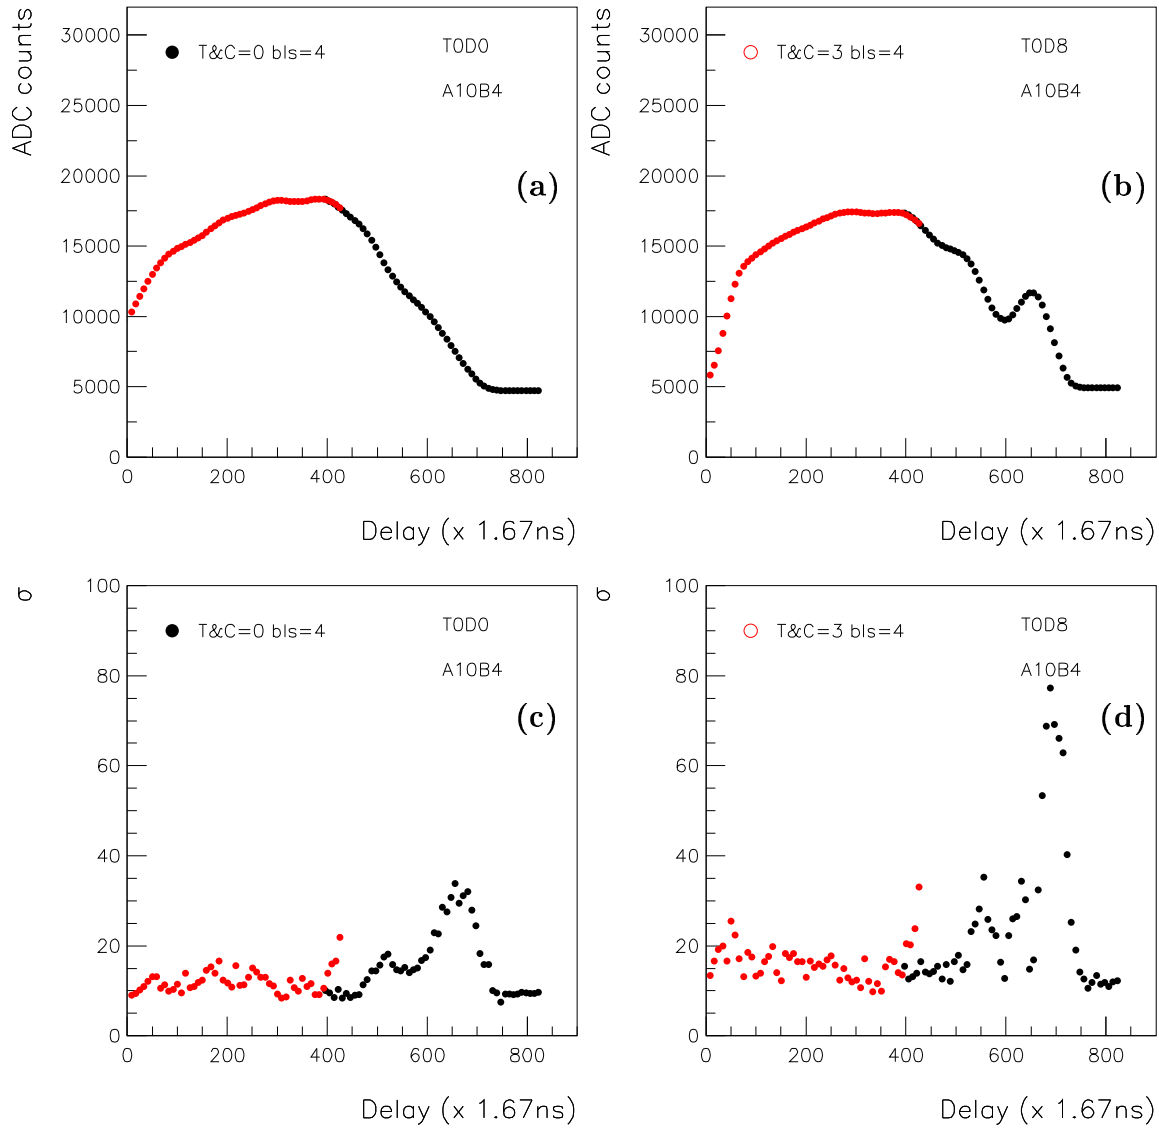 ADC counts
30000
25000
20000
15000
10000
5000
0
T&C=0 bls=4
T0D0
A10B4
(a)
0 200 400 600 800
Delay (x 1.67ns)
ADC counts
30000
25000
20000
15000
10000
5000
0
T&C=3 bls=4
T0D8
A10B4
(b)
0 200 400 600 800
Delay (x 1.67ns)
σ
100
80
60
40
20
0
T&C=0 bls=4
T0D0
A10B4
(c)
0 200 400 600 800
Delay (x 1.67ns)
σ
100
80
60
40
20
0
T&C=3 bls=4
T0D8
A10B4
(d)
0 200 400 600 800
Delay (x 1.67ns)